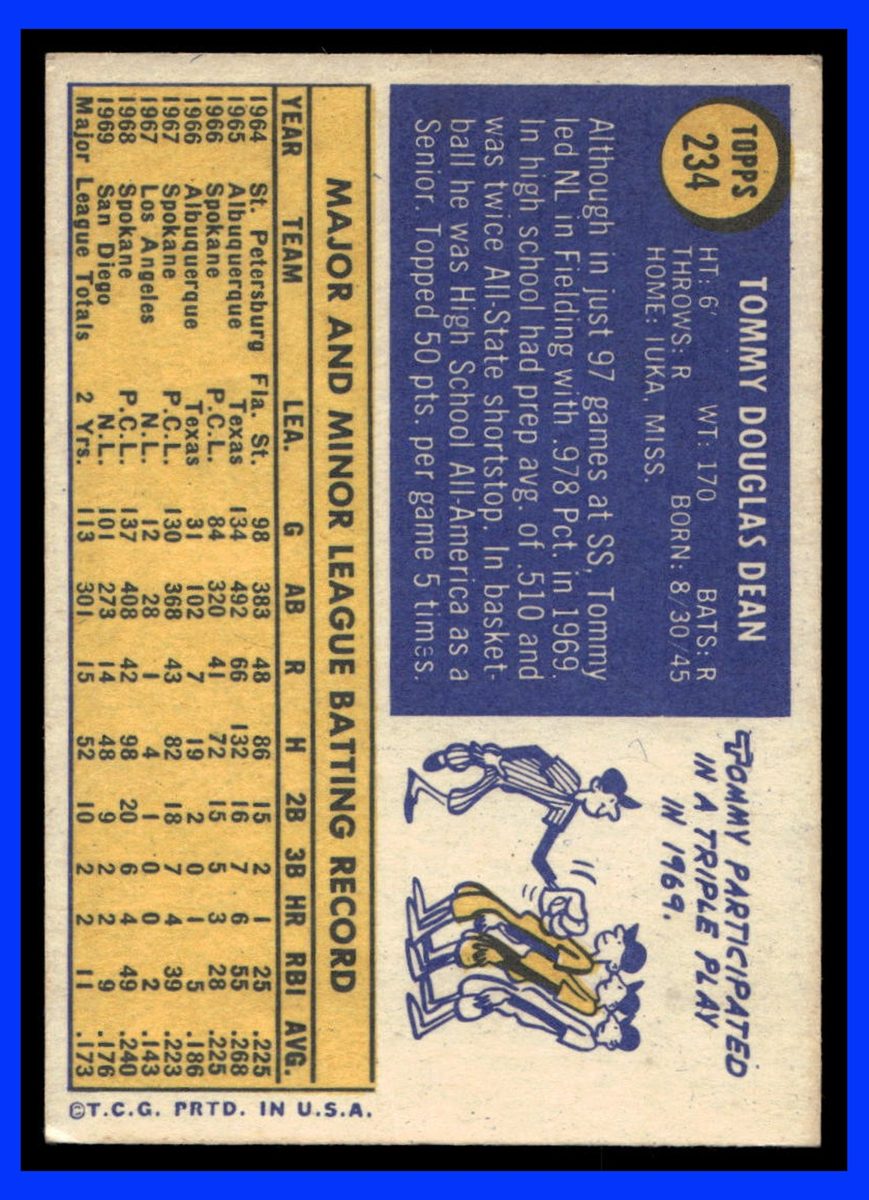 TOPPS
234
TOMMY DOUGLAS DEAN
HT: 6' WT: 170 BATS: R
THROWS: R BORN: 8/30/45
HOME: IUKA, MISS.
Although in just 97 games at SS, Tommy
led NL in Fielding with .978 Pct. in 1969.
In high school had prep avg. of .510 and
was twice All-State shortstop. In basket-
ball he was High School All-America as a
Senior. Topped 50 pts. per game 5 times.
TOMMY PARTICIPATED
IN A TRIPLE PLAY
IN 1969.
MAJOR AND MINOR LEAGUE BATTING RECORD
YEAR TEAM LEA. G AB R H 2B 3B HR RBI AVG.
1964 St. Petersburg Fla. St. 98 383 48 86 15 2 1 25 .225
1965 Albuquerque Texas 134 492 66 132 16 7 6 55 .268
1966 Spokane P.C.L. 84 320 41 72 15 5 3 28 .225
1966 Albuquerque Texas 31 102 7 19 2 0 1 5 .186
1967 Spokane P.C.L. 130 368 43 82 18 7 4 39 .223
1967 Los Angeles N.L. 12 28 1 4 1 0 0 2 .143
1968 Spokane P.C.L. 137 408 42 98 20 6 4 49 .240
1969 San Diego N.L. 101 273 14 48 9 2 2 9 .176
Major League Totals 2 Yrs. 113 301 15 52 10 2 2 11 .173
©T.C.G. PRTD. IN U.S.A.